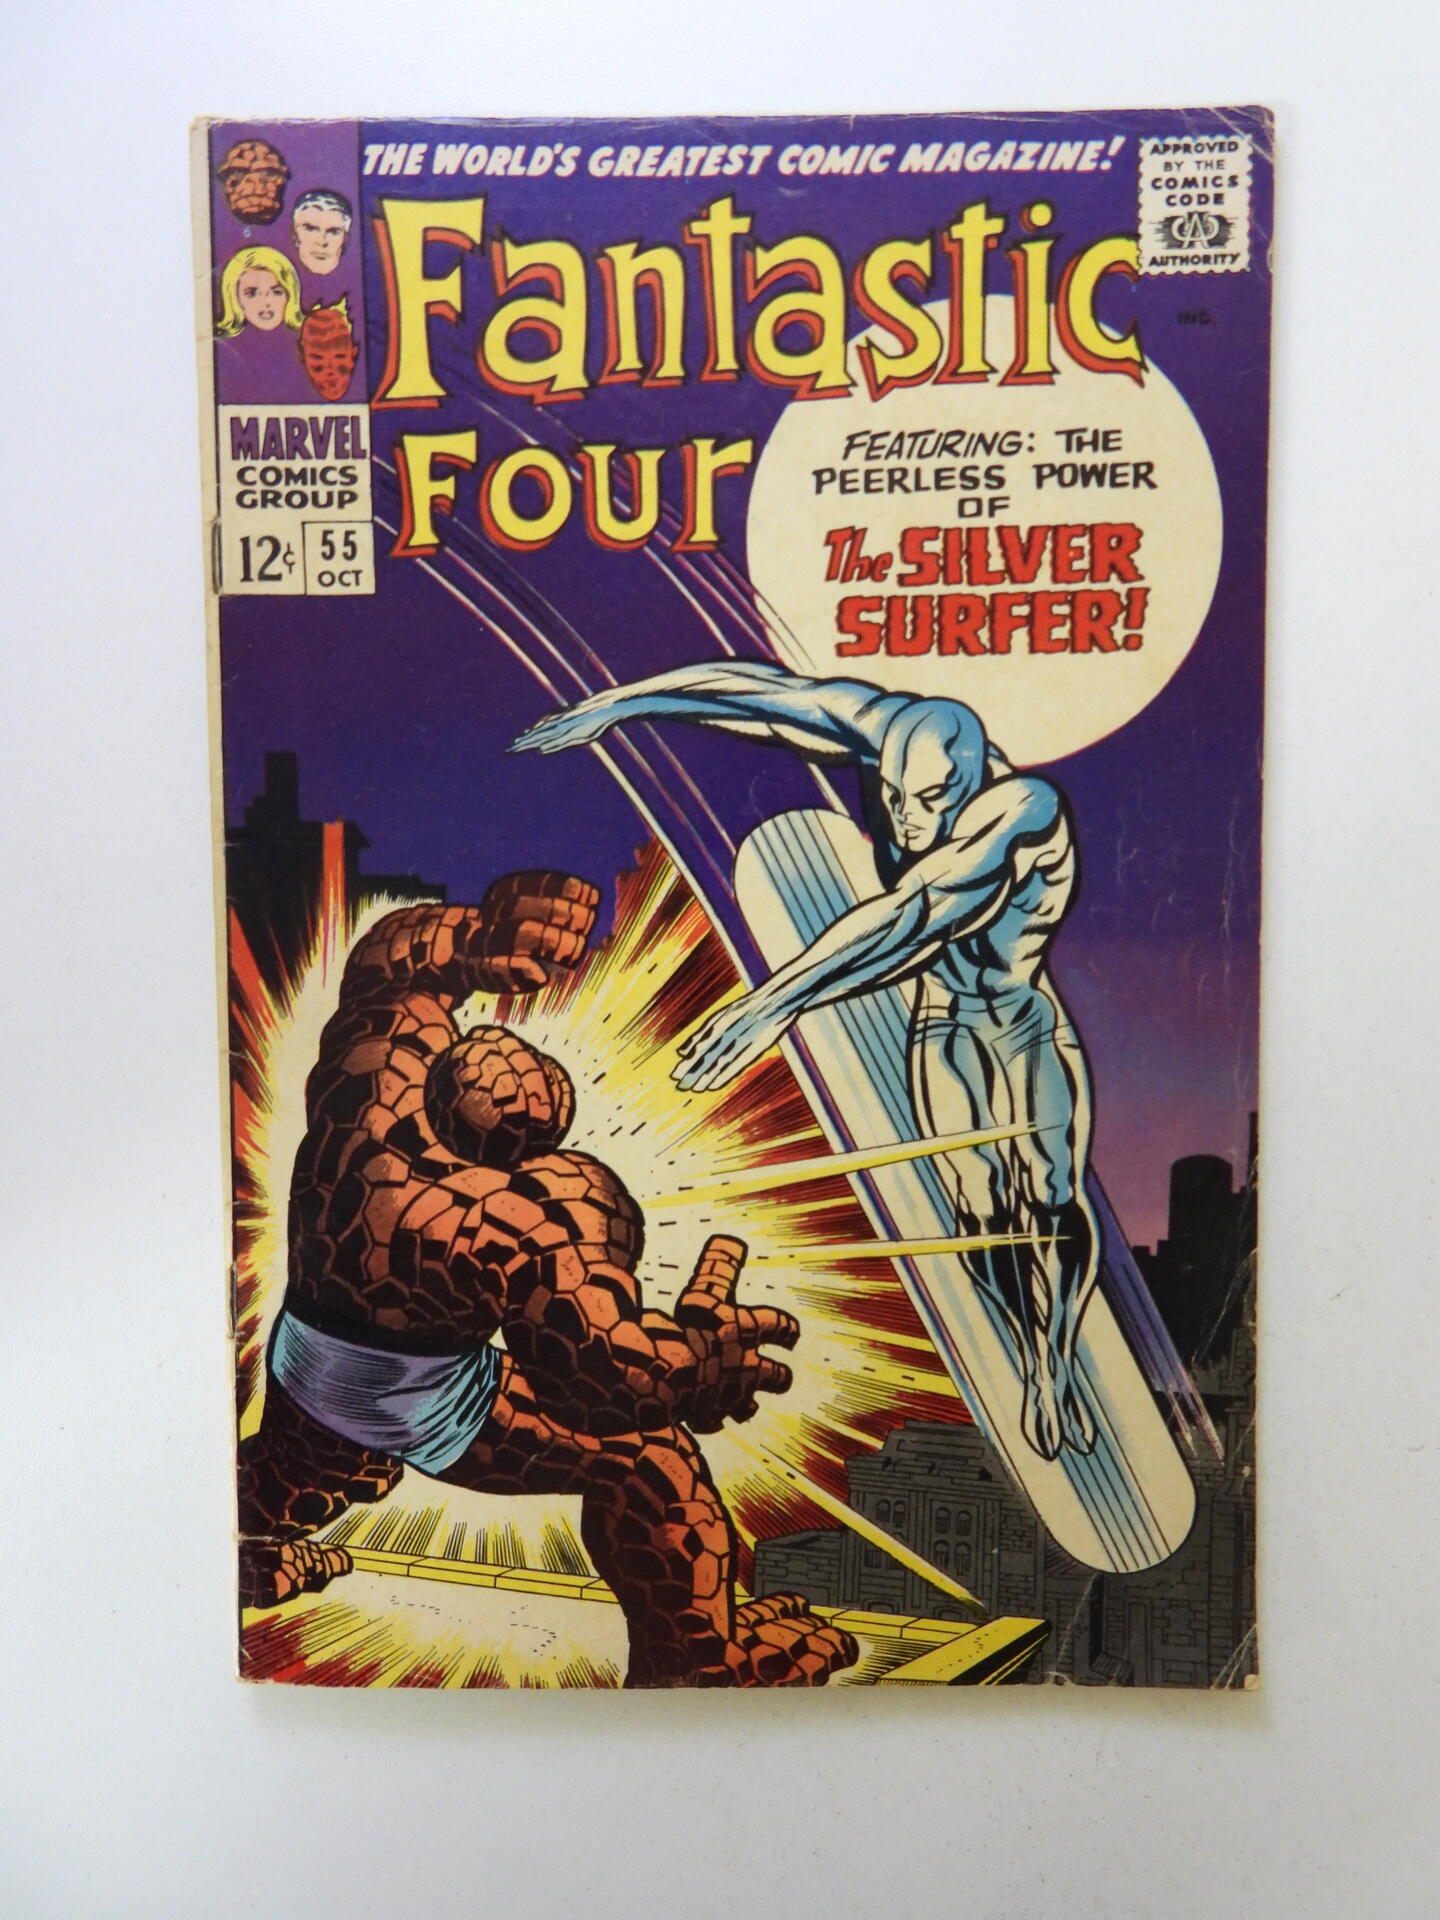 THE WORLD'S GREATEST COMIC MAGAZINE!
APPROVED
BY THE
COMICS
CODE
CAA
AUTHORITY
Fantastic
INC.
Four
MARVEL
COMICS
GROUP
12¢
55
OCT
FEATURING: THE
PEERLESS POWER
OF
The SILVER
SURFER!